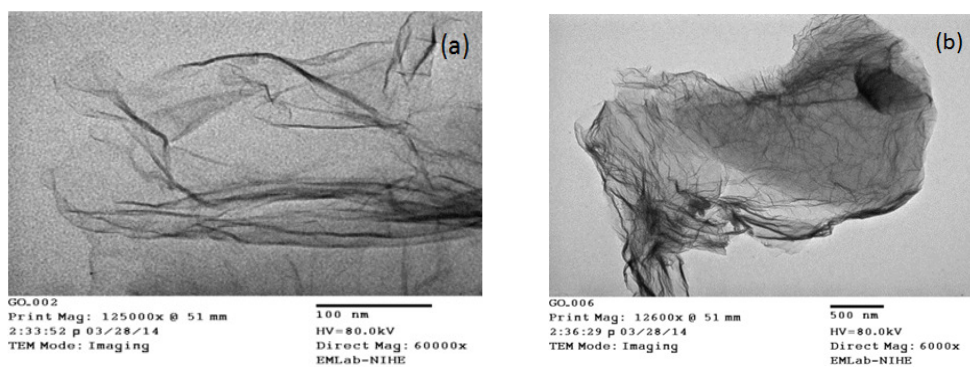 (a)
GO_002
Print Mag: 125000x @ 51 mm
2:33:52 p 03/28/14
TEM Mode: Imaging
100 nm
HV=80.0kV
Direct Mag: 60000x
EMLab-NIHE
(b)
GO_006
Print Mag: 12600x @ 51 mm
2:36:29 p 03/28/14
TEM Mode: Imaging
500 nm
HV=80.0kV
Direct Mag: 6000x
EMLab-NIHE